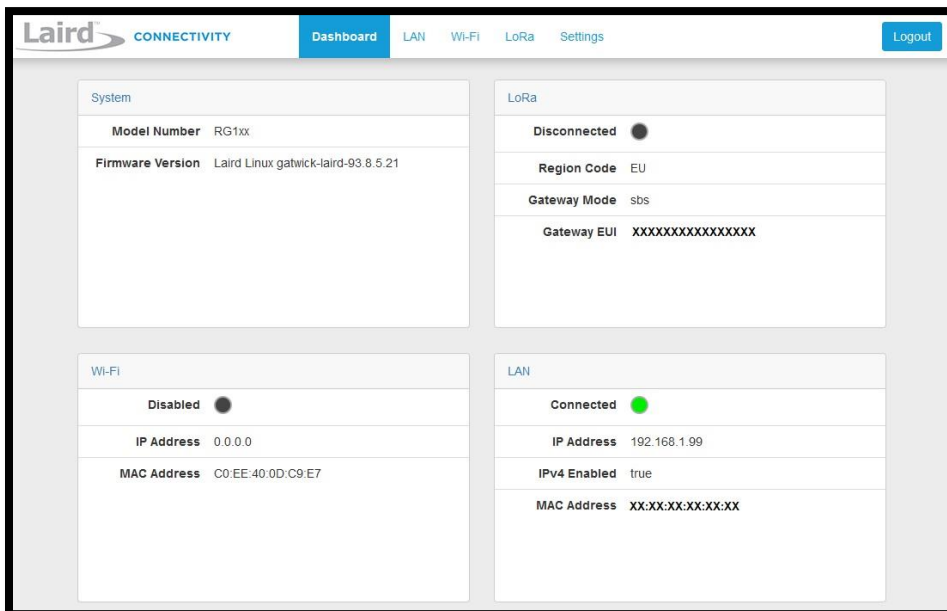 Laird™ CONNECTIVITY
Dashboard LAN Wi-Fi LoRa Settings Logout
System
Model Number RG1xx
Firmware Version Laird Linux gatwick-laird-93.8.5.21
LoRa
Disconnected
Region Code EU
Gateway Mode sbs
Gateway EUI XXXXXXXXXXXXXXXX
Wi-Fi
Disabled
IP Address 0.0.0.0
MAC Address C0:EE:40:0D:C9:E7
LAN
Connected
IP Address 192.168.1.99
IPv4 Enabled true
MAC Address XX:XX:XX:XX:XX:XX